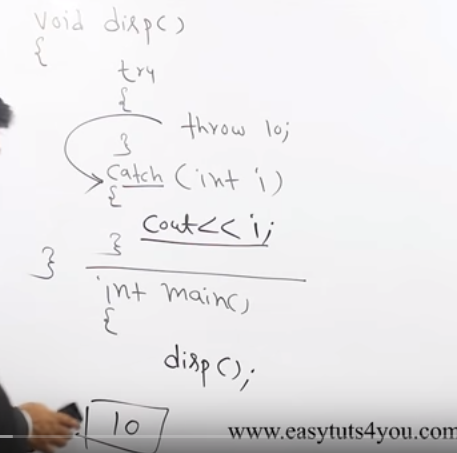 void disp()
{
try
{
throw 10;
}
catch (int i)
{
cout<<i;
}
}
int main()
{
disp();
10
www.easytuts4you.com